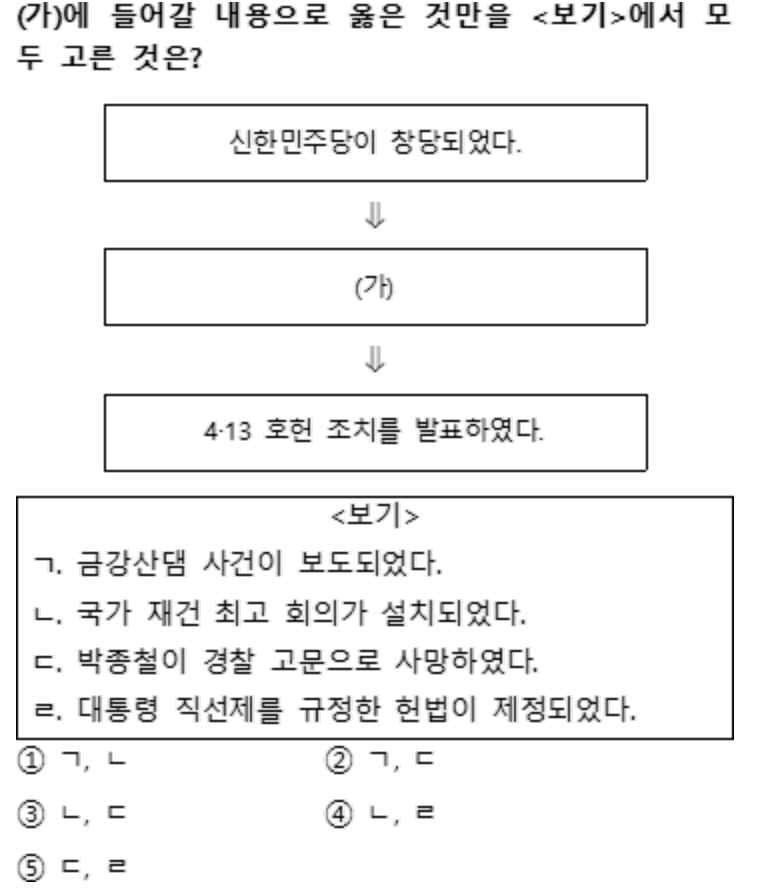 (가)에 들어갈 내용으로 옳은 것만을 <보기>에서 모
두 고른 것은?
신한민주당이 창당되었다.
⇓
(가)
⇓
4·13 호헌 조치를 발표하였다.
<보기>
ㄱ. 금강산댐 사건이 보도되었다.
ㄴ. 국가 재건 최고 회의가 설치되었다.
ㄷ. 박종철이 경찰 고문으로 사망하였다.
ㄹ. 대통령 직선제를 규정한 헌법이 제정되었다.
① ㄱ, ㄴ ② ㄱ, ㄷ
③ ㄴ, ㄷ ④ ㄴ, ㄹ
⑤ ㄷ, ㄹ